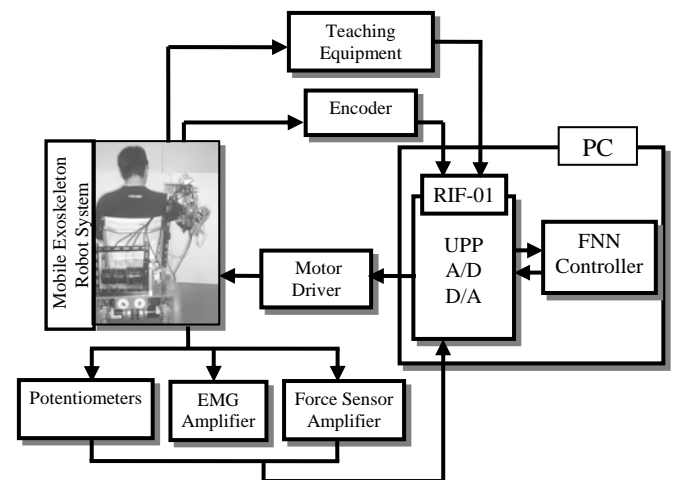 Teaching
Equipment
Encoder
PC
RIF-01
Mobile Exoskeleton
Robot System
UPP
A/D
D/A
FNN
Controller
Motor
Driver
Potentiometers
EMG
Amplifier
Force Sensor
Amplifier